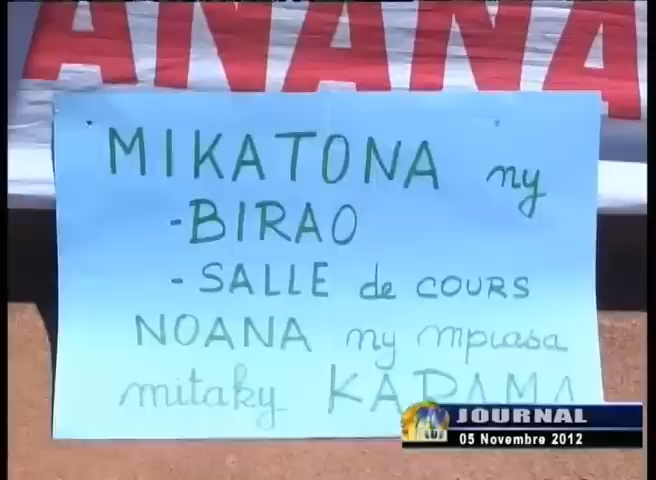 ANANA
MIKATONA ny
-BIRAO
-SALLE de COURS
NOANA ny mpiasa
mitaky KARAMA
JOURNAL
05 Novembre 2012